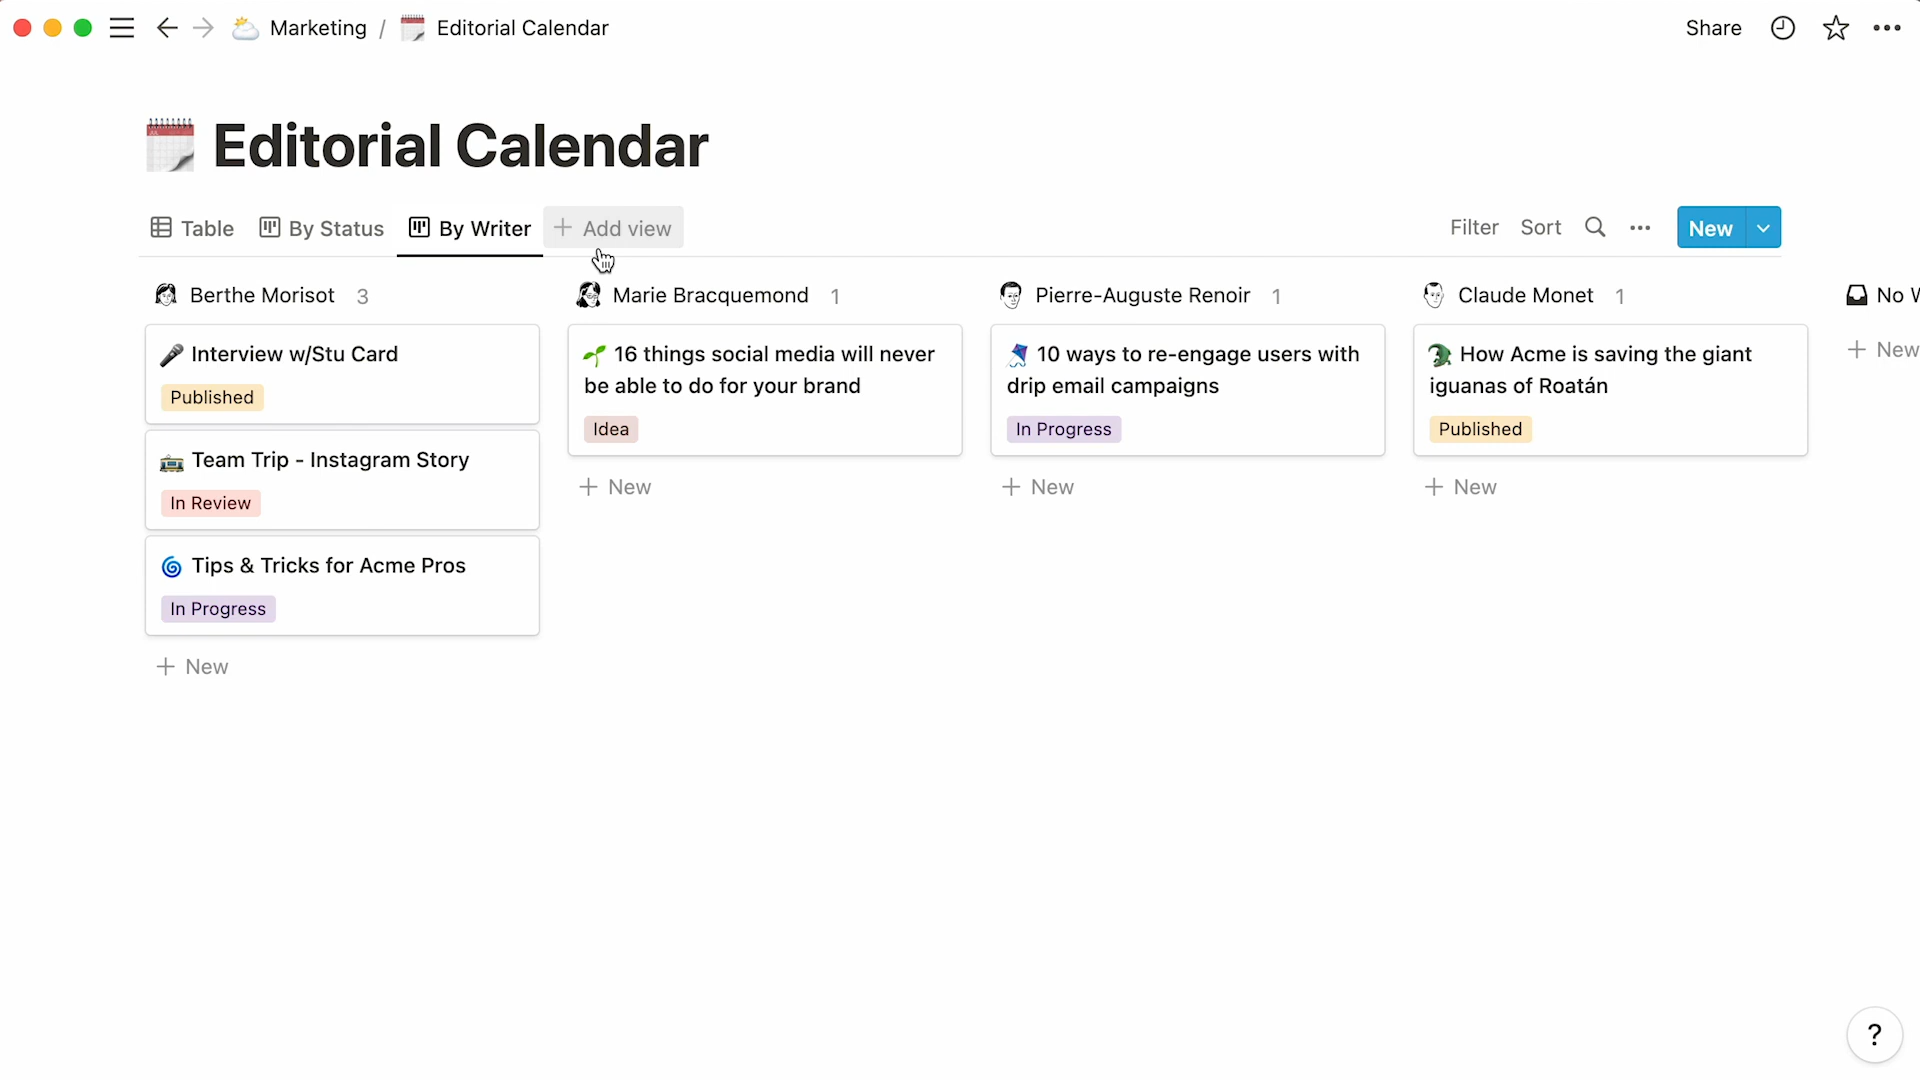 Marketing / Editorial Calendar
Share
Editorial Calendar
Table By Status By Writer + Add view
Filter Sort New
Berthe Morisot 3
Interview w/Stu Card
Published
Team Trip - Instagram Story
In Review
Tips & Tricks for Acme Pros
In Progress
+ New
Marie Bracquemond 1
16 things social media will never
be able to do for your brand
Idea
+ New
Pierre-Auguste Renoir 1
10 ways to re-engage users with
drip email campaigns
In Progress
+ New
Claude Monet 1
How Acme is saving the giant
iguanas of Roatán
Published
+ New
No
+ New
?